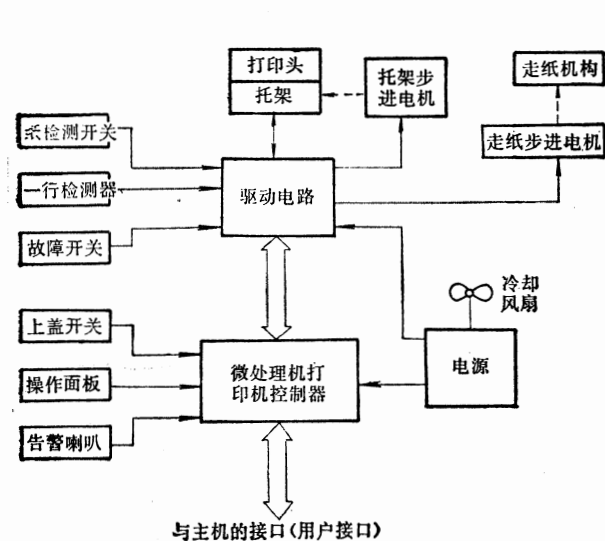 打印头
托架
托架步
进电机
走纸机构
走纸步进电机
纸检测开关
一行检测器
故障开关
驱动电路
冷却
风扇
上盖开关
操作面板
告警喇叭
微处理机打
印机控制器
电源
与主机的接口(用户接口)